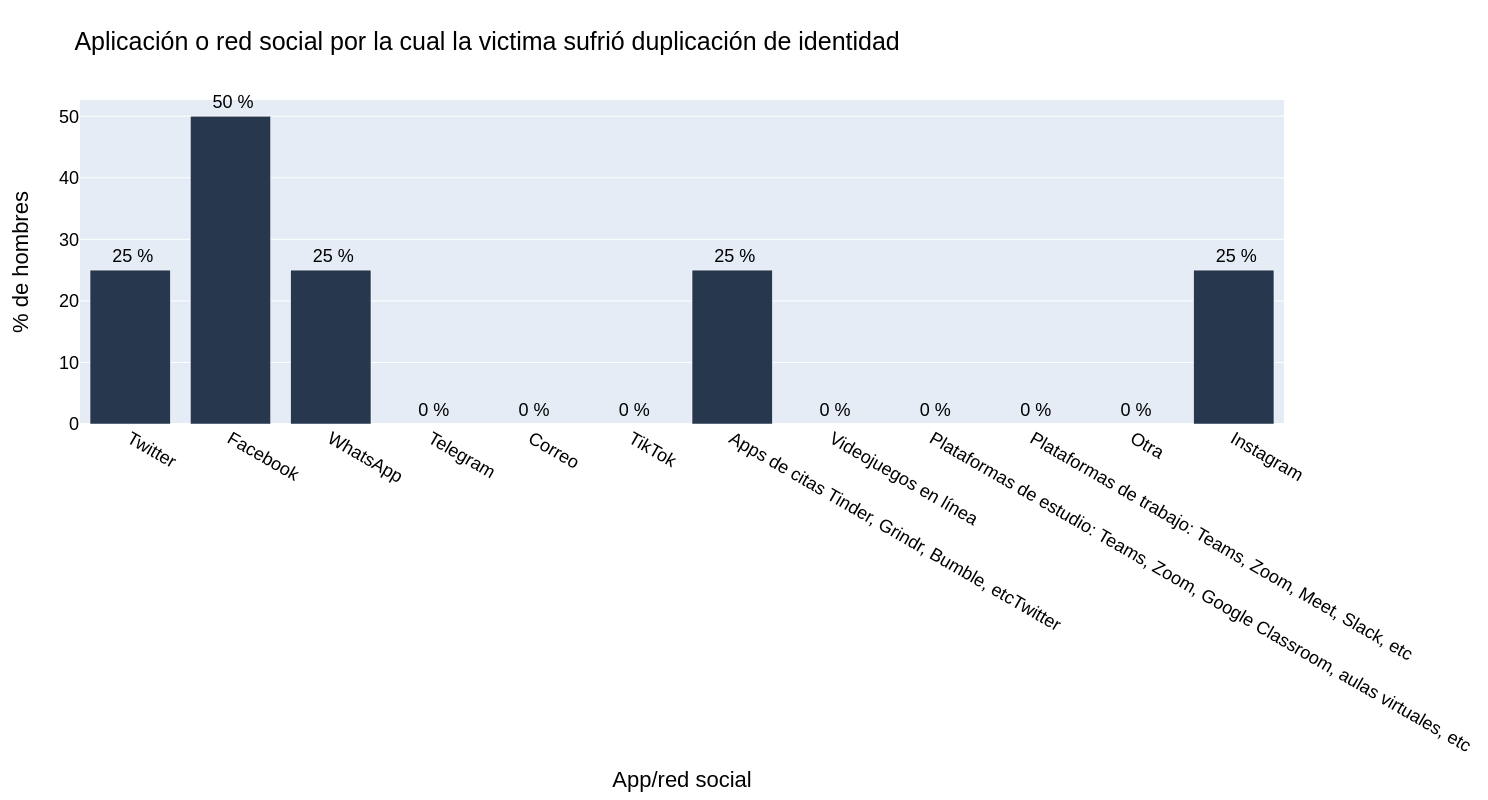 Aplicación o red social por la cual la victima sufrió duplicación de identidad
% de hombres
50
40
30
20
10
0
25 %
50 %
25 %
0 %
0 %
0 %
25 %
0 %
0 %
0 %
0 %
25 %
Twitter
Facebook
WhatsApp
Telegram
Correo
TikTok
Apps de citas Tinder, Grindr, Bumble, etcTwitter
Videojuegos en línea
Plataformas de estudio: Teams, Zoom, Google Classroom, aulas virtuales, etc
Plataformas de trabajo: Teams, Zoom, Meet, Slack, etc
Otra
Instagram
App/red social